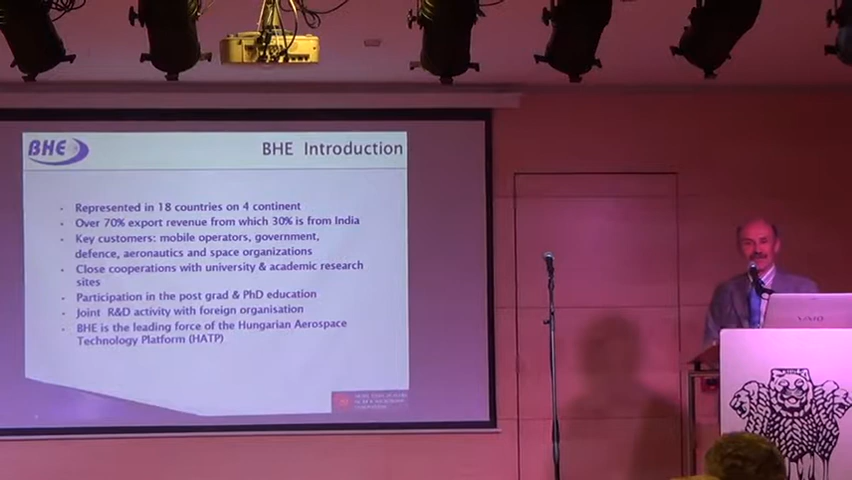 BHE
BHE Introduction
Represented in 18 countries on 4 continent
Over 70% export revenue from which 30% is from India
Key customers: mobile operators, government,
defence, aeronautics and space organizations
Close cooperations with university & academic research
sites
Participation in the post grad & PhD education
Joint R&D activity with foreign organisation
BHE is the leading force of the Hungarian Aerospace
Technology Platform (HATP)
VAIO